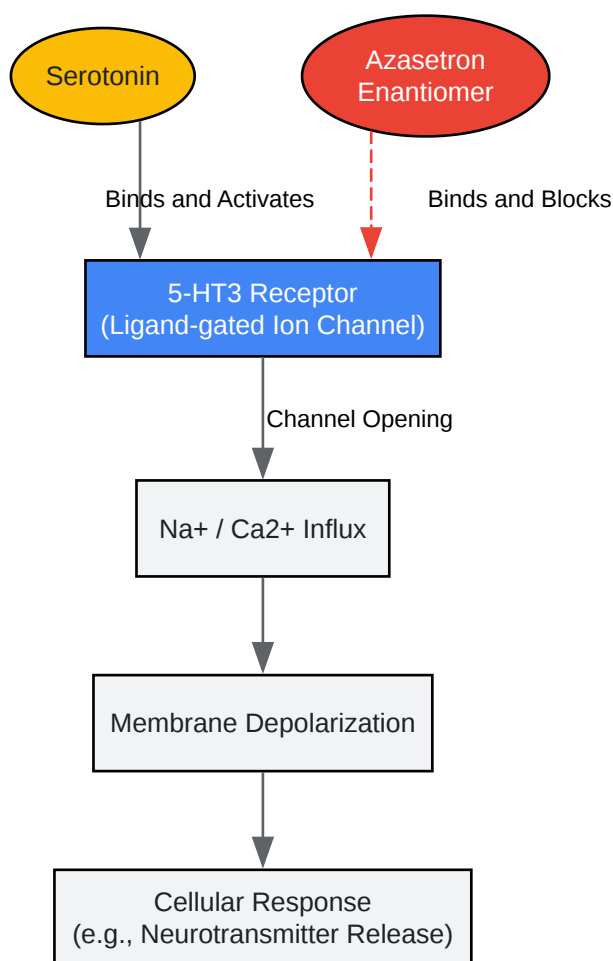 Serotonin
Azasetron
Enantiomer
Binds and Activates
Binds and Blocks
5-HT3 Receptor
(Ligand-gated Ion Channel)
Channel Opening
Na+ / Ca2+ Influx
Membrane Depolarization
Cellular Response
(e.g., Neurotransmitter Release)